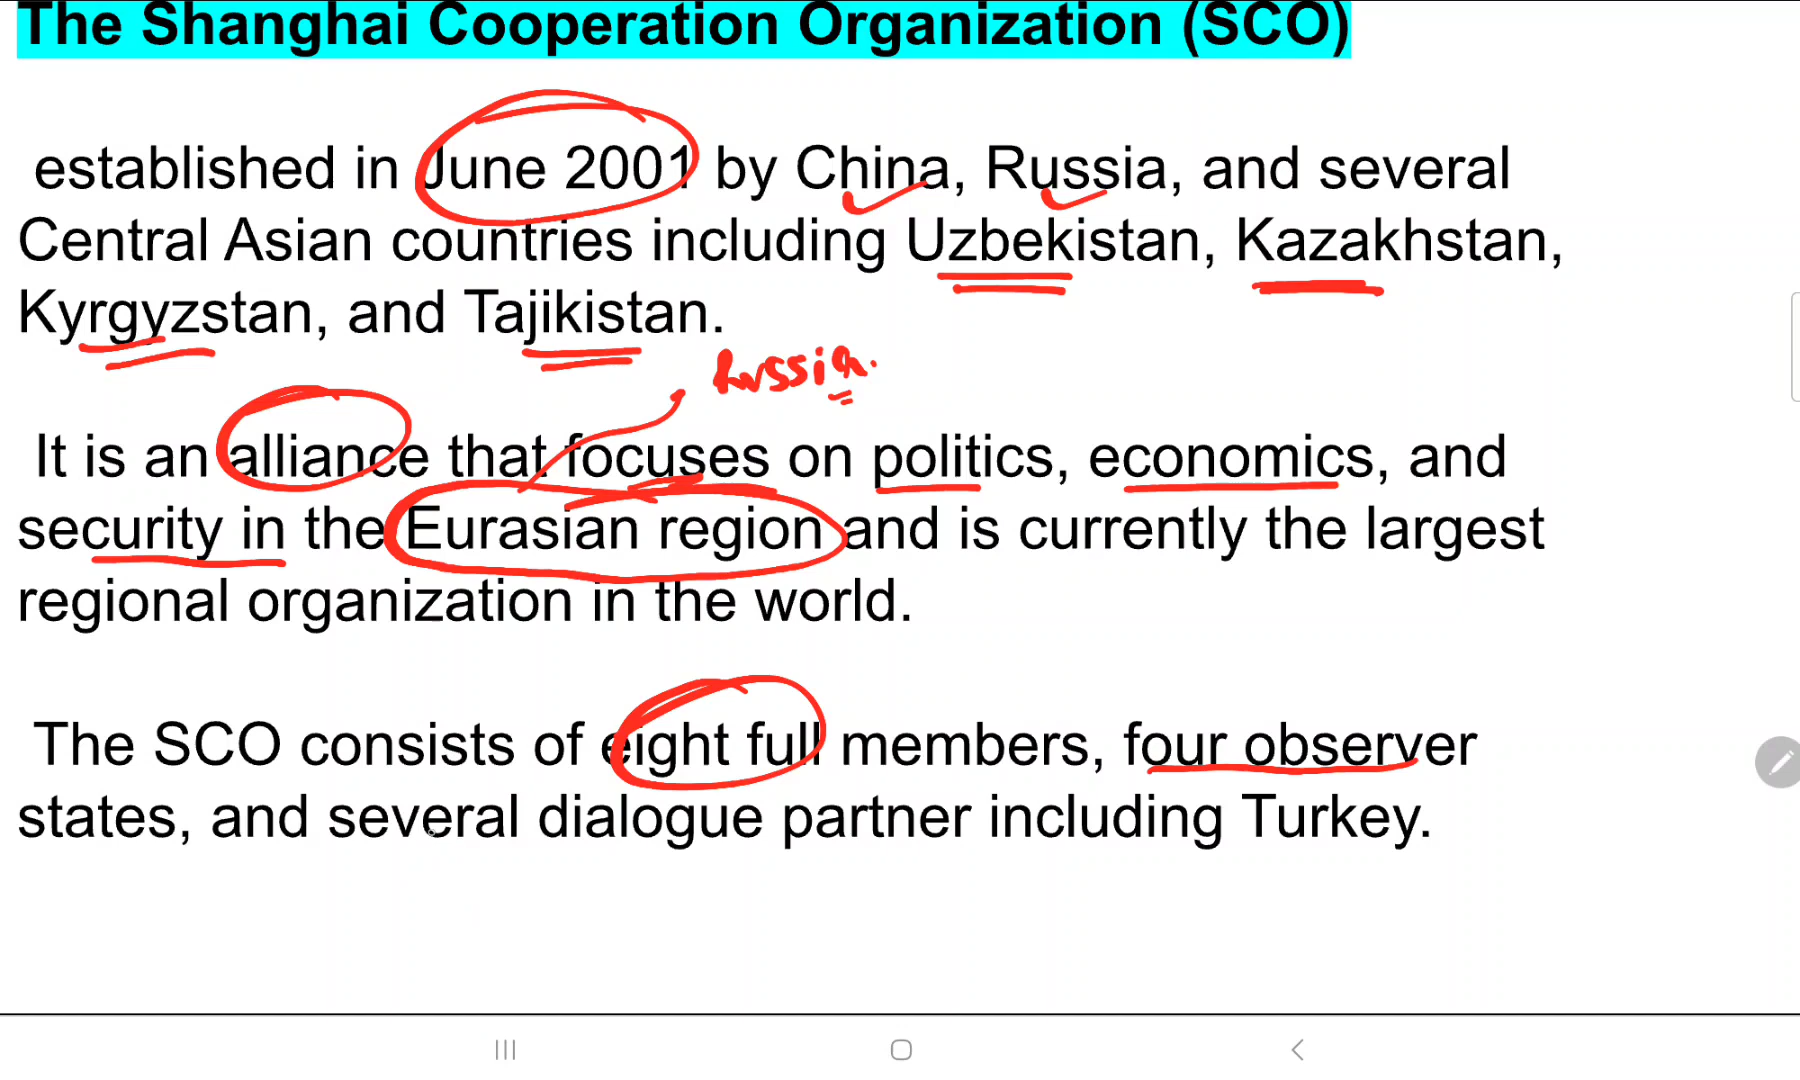 The Shanghai Cooperation Organization (SCO)
established in June 2001 by China, Russia, and several
Central Asian countries including Uzbekistan, Kazakhstan,
Kyrgyzstan, and Tajikistan.
Russia.
It is an alliance that focuses on politics, economics, and
security in the Eurasian region and is currently the largest
regional organization in the world.
The SCO consists of eight full members, four observer
states, and several dialogue partner including Turkey.